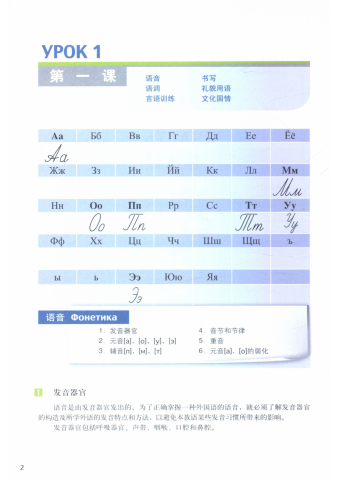 УРОК 1
第 一 课
语音 书写
语调 礼貌用语
言语训练 文化国情
Аа Бб Вв Гг Дд Ее Ёё
Аа
Жж Зз Ии Йй Кк Лл Мм
Мм
Нн Оо Пп Рр Сс Тт Уу
Оо Пп Тт Уу
Фф Хх Цц Чч Шш Щщ ъ
ы ь Ээ Юю Яя
Ээ
语音 Фонетика
1. 发音器官 4. 音节和节律
2. 元音[а]、[о]、[у]、[э] 5. 重音
3. 辅音[п]、[м]、[т] 6. 元音[а]、[о]的弱化
1 发音器官
语音是由发音器官发出的。为了正确掌握一种外国语的语音，就必须了解发音器官
的构造及所学外语的发音特点和方法，以避免本族语某些发音习惯所带来的影响。
发音器官包括呼吸器官、声带、咽喉、口腔和鼻腔。
2